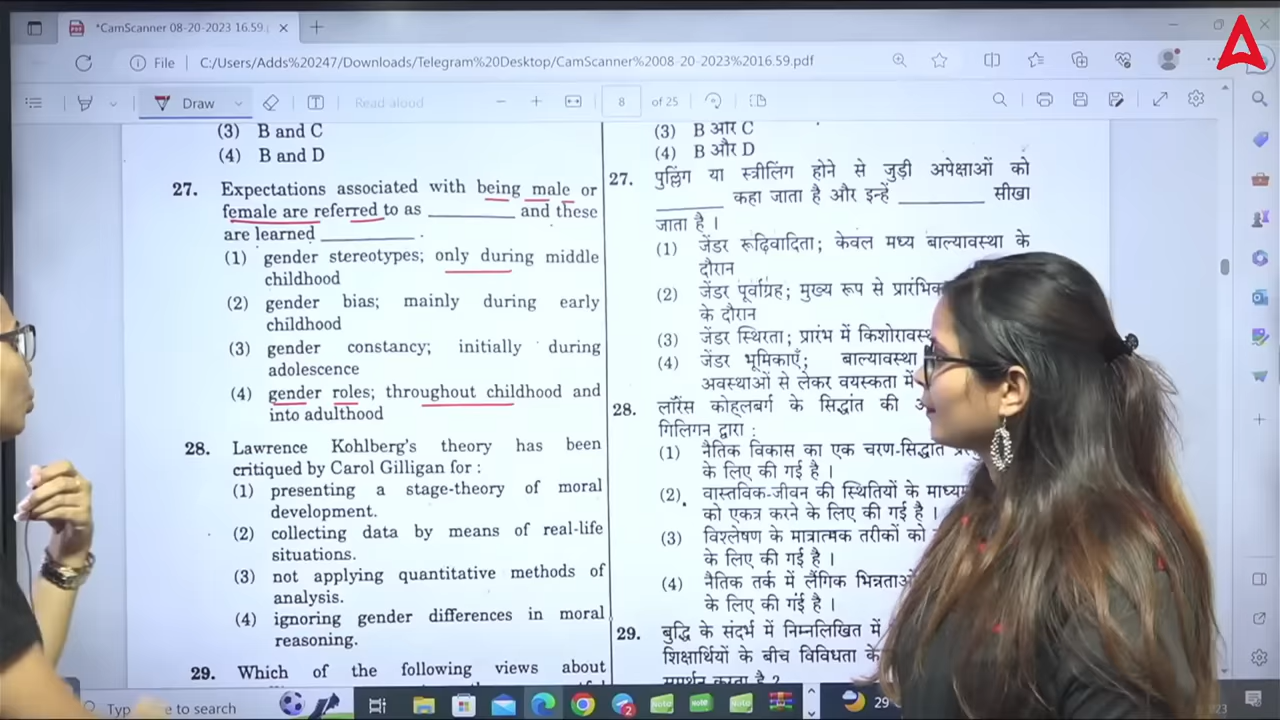 *CamScanner 08-20-2023 16.59.
File C:/Users/Adds%20247/Downloads/Telegram%20Desktop/CamScanner%2008-20-2023%2016.59.pdf
Draw Read aloud 8 of 25
(3) B and C
(4) B and D
27. Expectations associated with being male or
female are referred to as ________ and these
are learned ________ .
(1) gender stereotypes; only during middle
childhood
(2) gender bias; mainly during early
childhood
(3) gender constancy; initially during
adolescence
(4) gender roles; throughout childhood and
into adulthood
28. Lawrence Kohlberg's theory has been
critiqued by Carol Gilligan for :
(1) presenting a stage-theory of moral
development.
(2) collecting data by means of real-life
situations.
(3) not applying quantitative methods of
analysis.
(4) ignoring gender differences in moral
reasoning.
29. Which of the following views about
(3) B और C
(4) B और D
27. पुल्लिंग या स्त्रीलिंग होने से जुड़ी अपेक्षाओं को
________ कहा जाता है और इन्हें ________ सीखा
जाता है ।
(1) जेंडर रूढ़िवादिता; केवल मध्य बाल्यावस्था के
दौरान
(2) जेंडर पूर्वाग्रह; मुख्य रूप से
के दौरान
(3) जेंडर स्थिरता; प्रारंभ में
(4) जेंडर भूमिकाएँ; बाल्यावस्था
अवस्थाओं से लेकर वयस्कता में
28. लॉरेंस कोहलबर्ग के सिद्धांत की
गिलिगन द्वारा :
(1) नैतिक विकास का एक चरण-सिद्धांत
के लिए की गई है ।
(2) वास्तविक-जीवन की स्थितियों के
को एकत्र करने के लिए की गई है ।
(3) विश्लेषण के मात्रात्मक तरीकों को
के लिए की गई है ।
(4) नैतिक तर्क में लैंगिक
के लिए की गई है ।
29. बुद्धि के संदर्भ में निम्नलिखित में
शिक्षार्थियों के बीच विविधता के
समर्थन करता है ?
to search
29